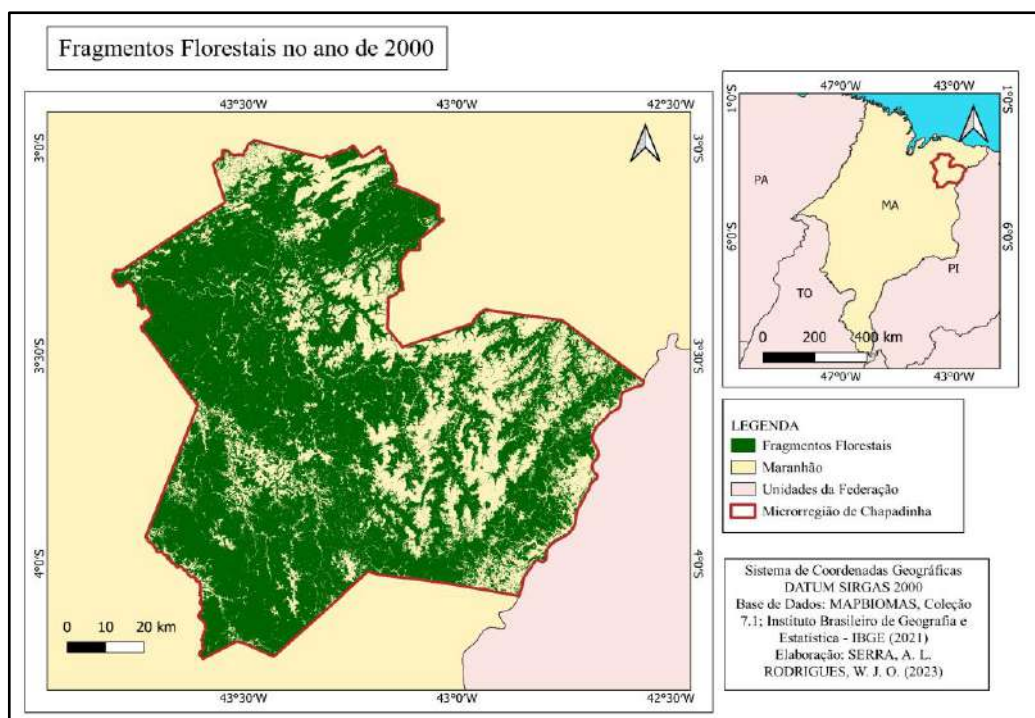 Fragmentos Florestais no ano de 2000
43°30'W
43°0'W
42°30'W
3°0'S
3°0'S
3°30'S
3°30'S
4°0'S
4°0'S
0 10 20 km
43°30'W
43°0'W
42°30'W
47°0'W
43°0'W
1°0'S
1°0'S
PA
MA
6°0'S
6°0'S
PI
TO
0 200 400 km
47°0'W
43°0'W
LEGENDA
Fragmentos Florestais
Maranhão
Unidades da Federação
Microrregião de Chapadinha
Sistema de Coordenadas Geográficas
DATUM SIRGAS 2000
Base de Dados: MAPBIOMAS, Coleção
7.1; Instituto Brasileiro de Geografia e
Estatística - IBGE (2021)
Elaboração: SERRA, A. L.
RODRIGUES, W. J. O. (2023)